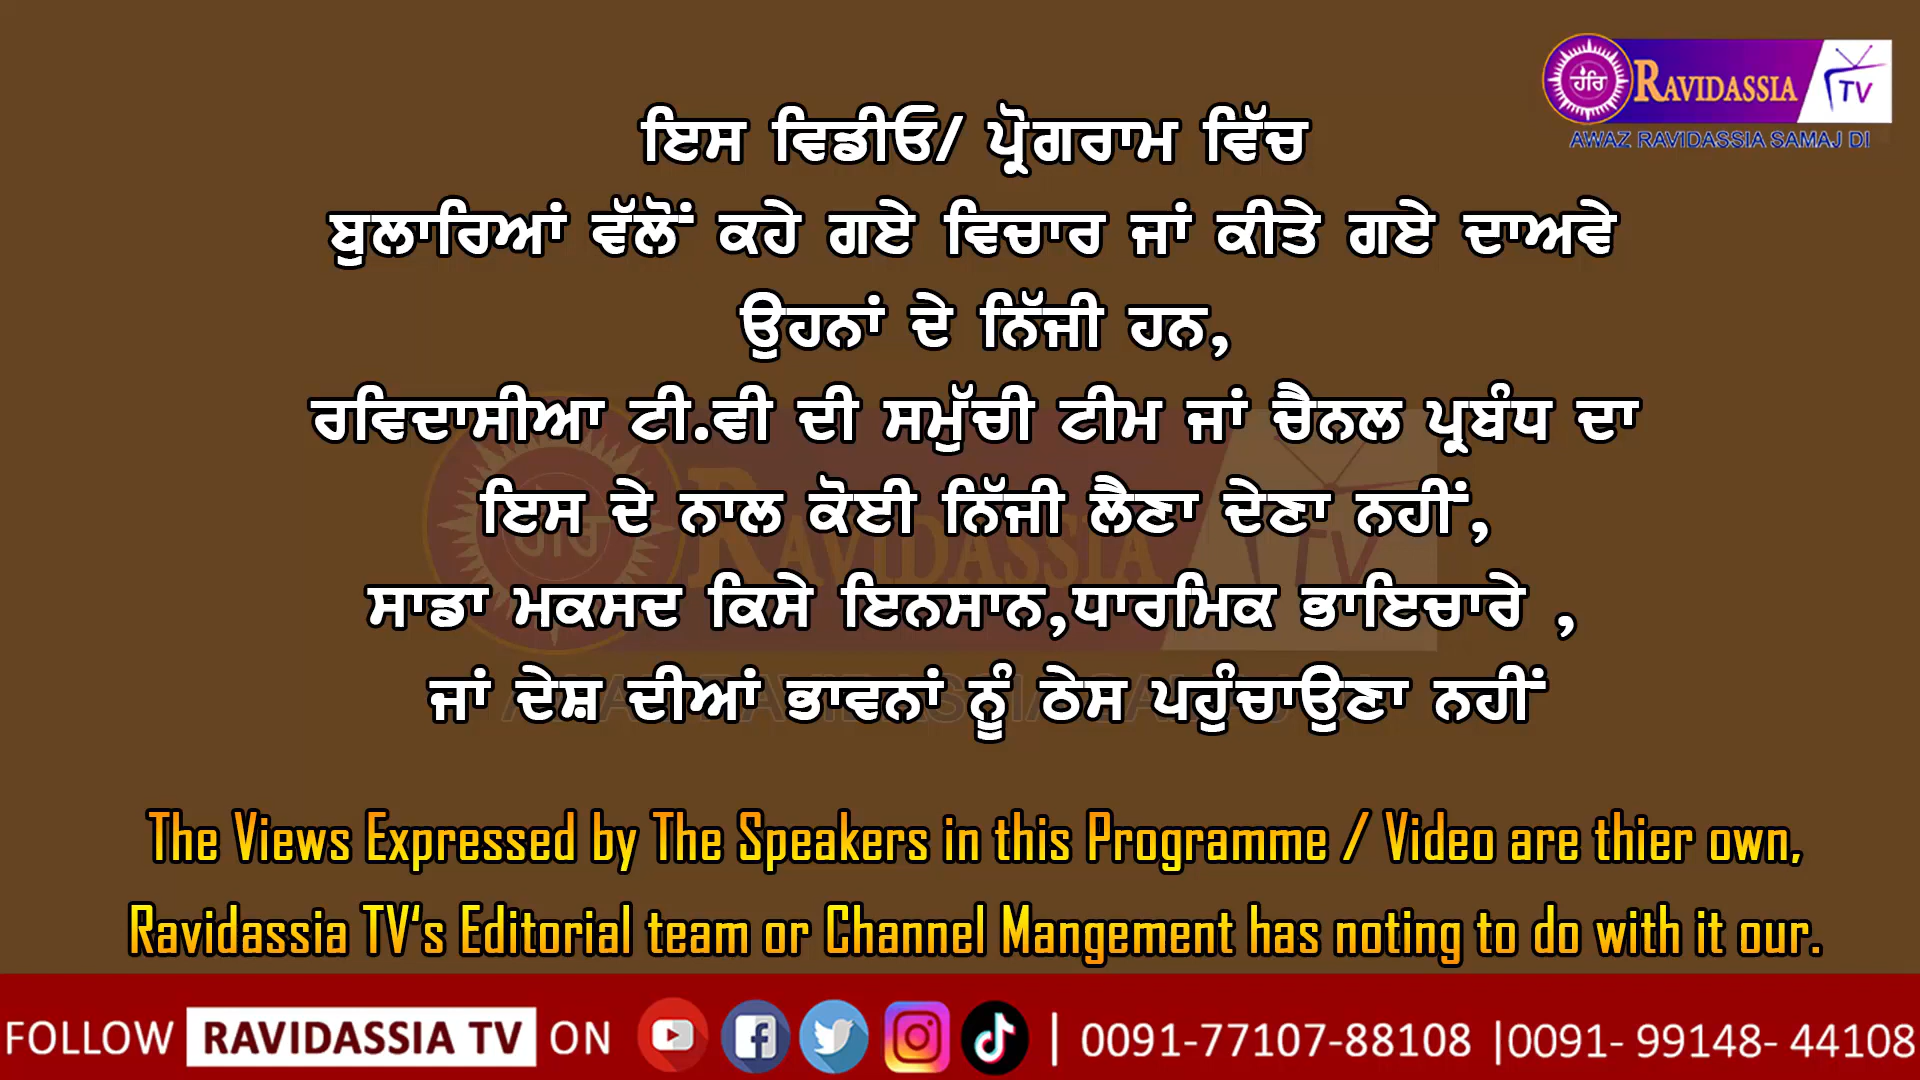 ਹਰਿ RAVIDASSIA TV
AWAZ RAVIDASSIA SAMAJ DI
ਇਸ ਵਿਡੀਓ/ ਪ੍ਰੋਗਰਾਮ ਵਿੱਚ
ਬੁਲਾਰਿਆਂ ਵੱਲੋਂ ਕਹੇ ਗਏ ਵਿਚਾਰ ਜਾਂ ਕੀਤੇ ਗਏ ਦਾਅਵੇ
ਉਹਨਾਂ ਦੇ ਨਿੱਜੀ ਹਨ,
ਰਵਿਦਾਸੀਆ ਟੀ.ਵੀ ਦੀ ਸਮੁੱਚੀ ਟੀਮ ਜਾਂ ਚੈਨਲ ਪ੍ਰਬੰਧ ਦਾ
ਇਸ ਦੇ ਨਾਲ ਕੋਈ ਨਿੱਜੀ ਲੈਣਾ ਦੇਣਾ ਨਹੀਂ,
ਸਾਡਾ ਮਕਸਦ ਕਿਸੇ ਇਨਸਾਨ,ਧਾਰਮਿਕ ਭਾਇਚਾਰੇ ,
ਜਾਂ ਦੇਸ਼ ਦੀਆਂ ਭਾਵਨਾਂ ਨੂੰ ਠੇਸ ਪਹੁੰਚਾਉਣਾ ਨਹੀਂ
The Views Expressed by The Speakers in this Programme / Video are thier own,
Ravidassia TV's Editorial team or Channel Mangement has noting to do with it our.
FOLLOW RAVIDASSIA TV ON | 0091-77107-88108 |0091- 99148- 44108